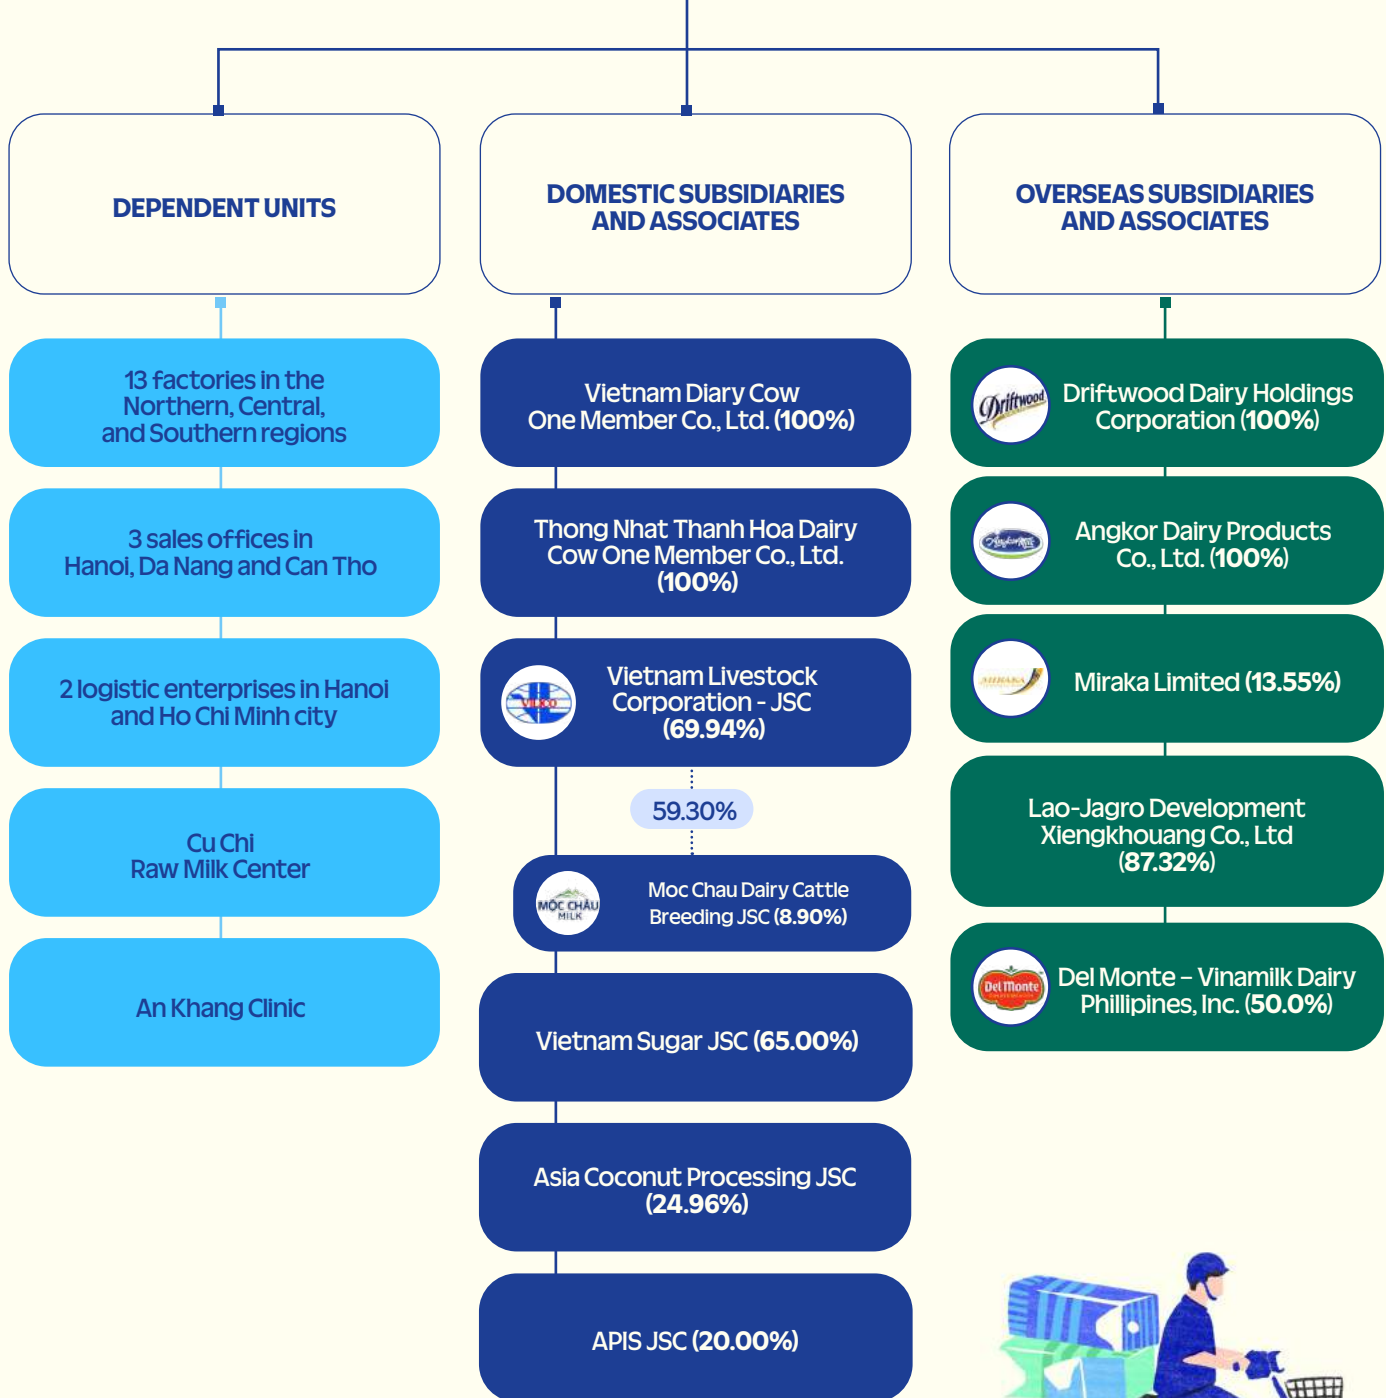 DEPENDENT UNITS
13 factories in the
Northern, Central,
and Southern regions
3 sales offices in
Hanoi, Da Nang and Can Tho
2 logistic enterprises in Hanoi
and Ho Chi Minh city
Cu Chi
Raw Milk Center
An Khang Clinic
DOMESTIC SUBSIDIARIES
AND ASSOCIATES
Vietnam Diary Cow
One Member Co., Ltd. (100%)
Thong Nhat Thanh Hoa Dairy
Cow One Member Co., Ltd.
(100%)
VILICO
Vietnam Livestock
Corporation - JSC
(69.94%)
59.30%
MỘC CHÂU
MILK
Moc Chau Dairy Cattle
Breeding JSC (8.90%)
Vietnam Sugar JSC (65.00%)
Asia Coconut Processing JSC
(24.96%)
APIS JSC (20.00%)
OVERSEAS SUBSIDIARIES
AND ASSOCIATES
Driftwood
Driftwood Dairy Holdings
Corporation (100%)
Angkor Milk
Angkor Dairy Products
Co., Ltd. (100%)
MIRAKA
Miraka Limited (13.55%)
Lao-Jagro Development
Xiengkhouang Co., Ltd
(87.32%)
Del Monte
Del Monte – Vinamilk Dairy
Phillipines, Inc. (50.0%)